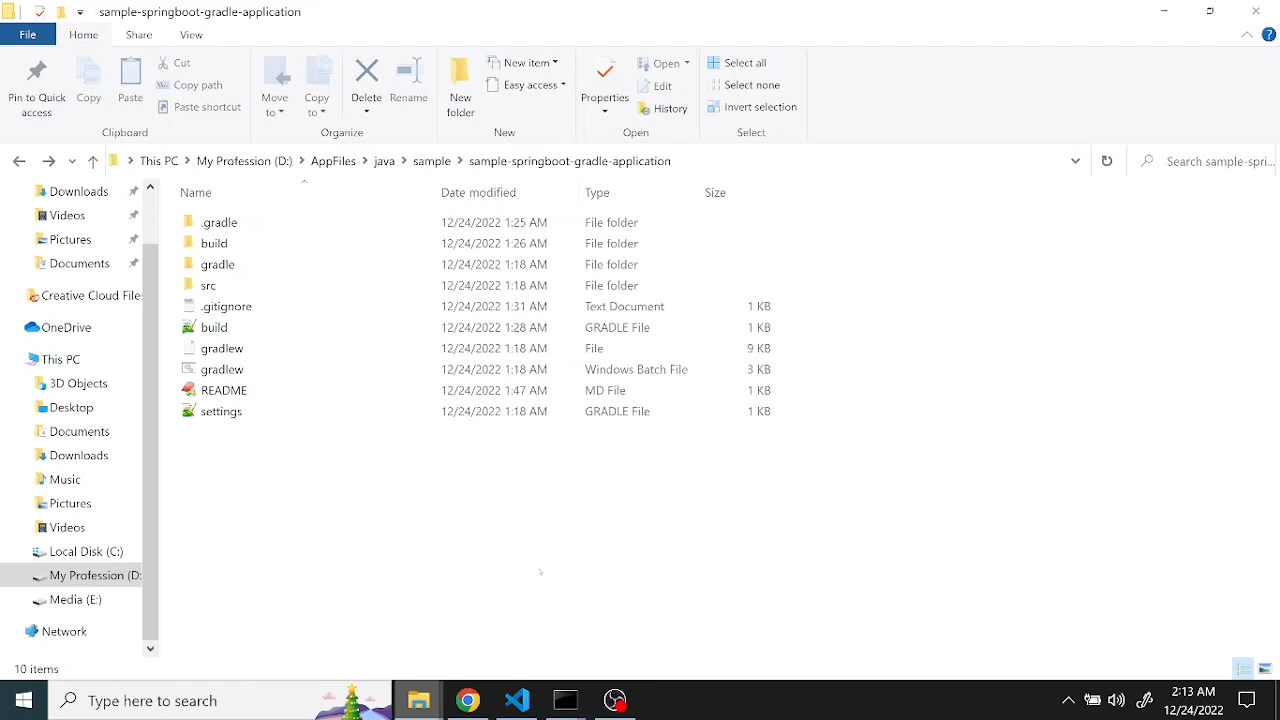 sample-springboot-gradle-application
File Home Share View
Pin to Quick access
Copy
Paste
Cut
Copy path
Paste shortcut
Clipboard
Move to
Copy to
Delete
Rename
Organize
New folder
New item
Easy access
New
Properties
Open
Edit
History
Open
Select all
Select none
Invert selection
Select
This PC My Profession (D:) AppFiles java sample sample-springboot-gradle-application
Search sample-spri...
Downloads
Videos
Pictures
Documents
Creative Cloud File
OneDrive
This PC
3D Objects
Desktop
Documents
Downloads
Music
Pictures
Videos
Local Disk (C:)
My Profession (D:
Media (E:)
Network
Name Date modified Type Size
.gradle 12/24/2022 1:25 AM File folder
build 12/24/2022 1:26 AM File folder
gradle 12/24/2022 1:18 AM File folder
src 12/24/2022 1:18 AM File folder
.gitignore 12/24/2022 1:31 AM Text Document 1 KB
build 12/24/2022 1:28 AM GRADLE File 1 KB
gradlew 12/24/2022 1:18 AM File 9 KB
gradlew 12/24/2022 1:18 AM Windows Batch File 3 KB
README 12/24/2022 1:47 AM MD File 1 KB
settings 12/24/2022 1:18 AM GRADLE File 1 KB
10 items
Type here to search
2:13 AM
12/24/2022